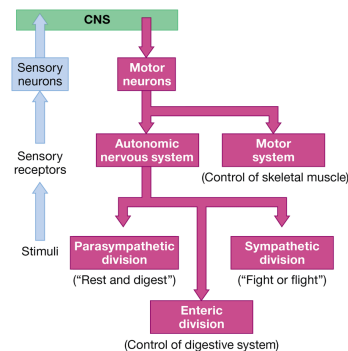 CNS
Sensory
neurons
Motor
neurons
Sensory
receptors
Autonomic
nervous system
Motor
system
(Control of skeletal muscle)
Stimuli
Parasympathetic
division
Sympathetic
division
("Rest and digest")
("Fight or flight")
Enteric
division
(Control of digestive system)